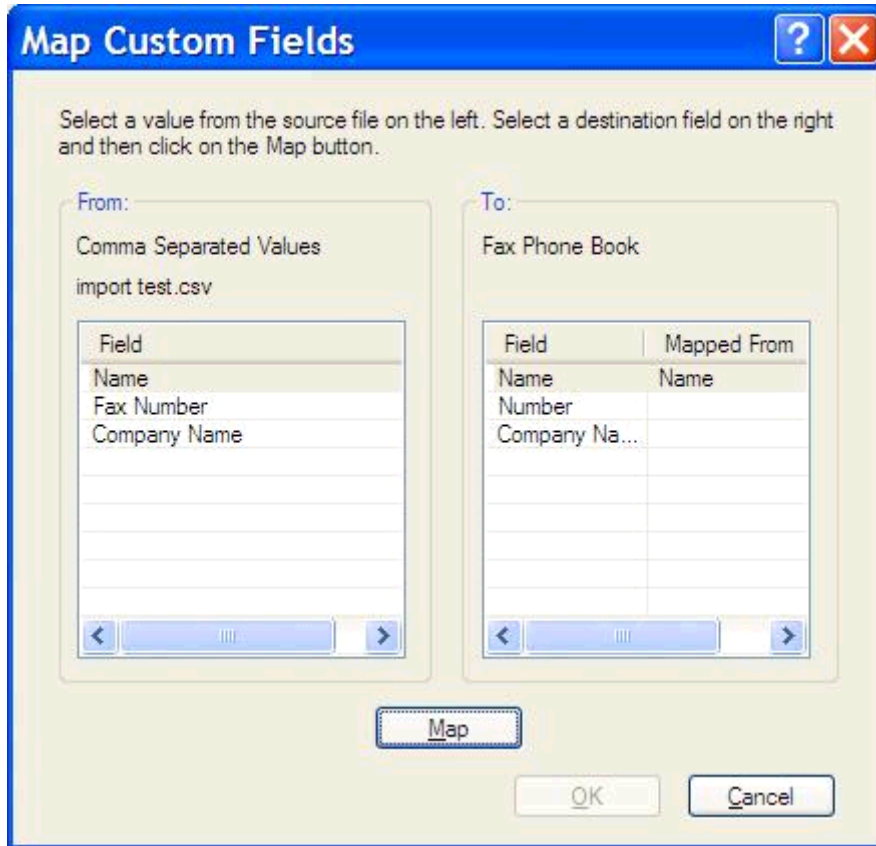 Map Custom Fields
?
Select a value from the source file on the left. Select a destination field on the right
and then click on the Map button.
From:
Comma Separated Values
import test.csv
Field
Name
Fax Number
Company Name
To:
Fax Phone Book
Field Mapped From
Name Name
Number
Company Na...
Map
OK Cancel